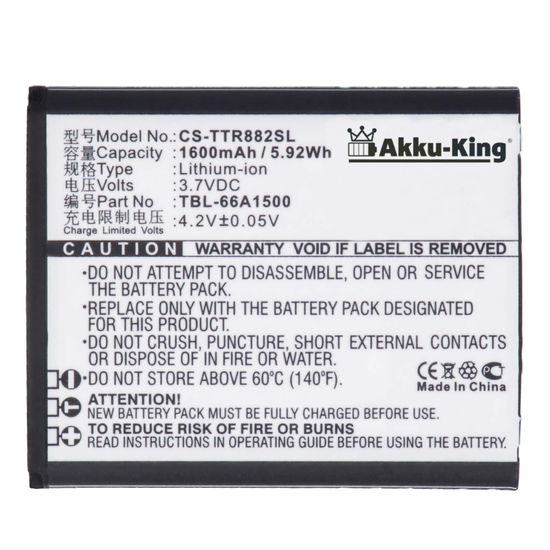 型号Model No.:CS-TTR882SL
容量Capacity: 1600mAh / 5.92Wh
规格Type: Lithium-ion
电压Volts: 3.7VDC
编号Part No.: TBL-66A1500
充电限制电压: 4.2V±0.05V
Charge Limited Voltage
Akku-King
CAUTION WARRANTY VOID IF LABEL IS REMOVED
•DO NOT ATTEMPT TO DISASSEMBLE, OPEN OR SERVICE
THE BATTERY PACK
•REPLACE ONLY WITH THE BATTERY PACK DESIGNATED
FOR THIS EQUIPMENT
•DO NOT CRUSH, PUNCTURE, SHORT EXTERNAL CONTACTS
OR DISPOSE OF IN FIRE OR WATER
•DO NOT STORE ABOVE 60℃ (140℉)
NEW BATTERY PACK MUST BE FULLY CHARGED BEFORE USE
•TO REDUCE RISK OF FIRE OR BURNS
READ INSTRUCTIONS IN BATTERY OPERATING MANUAL
CE
Made In China